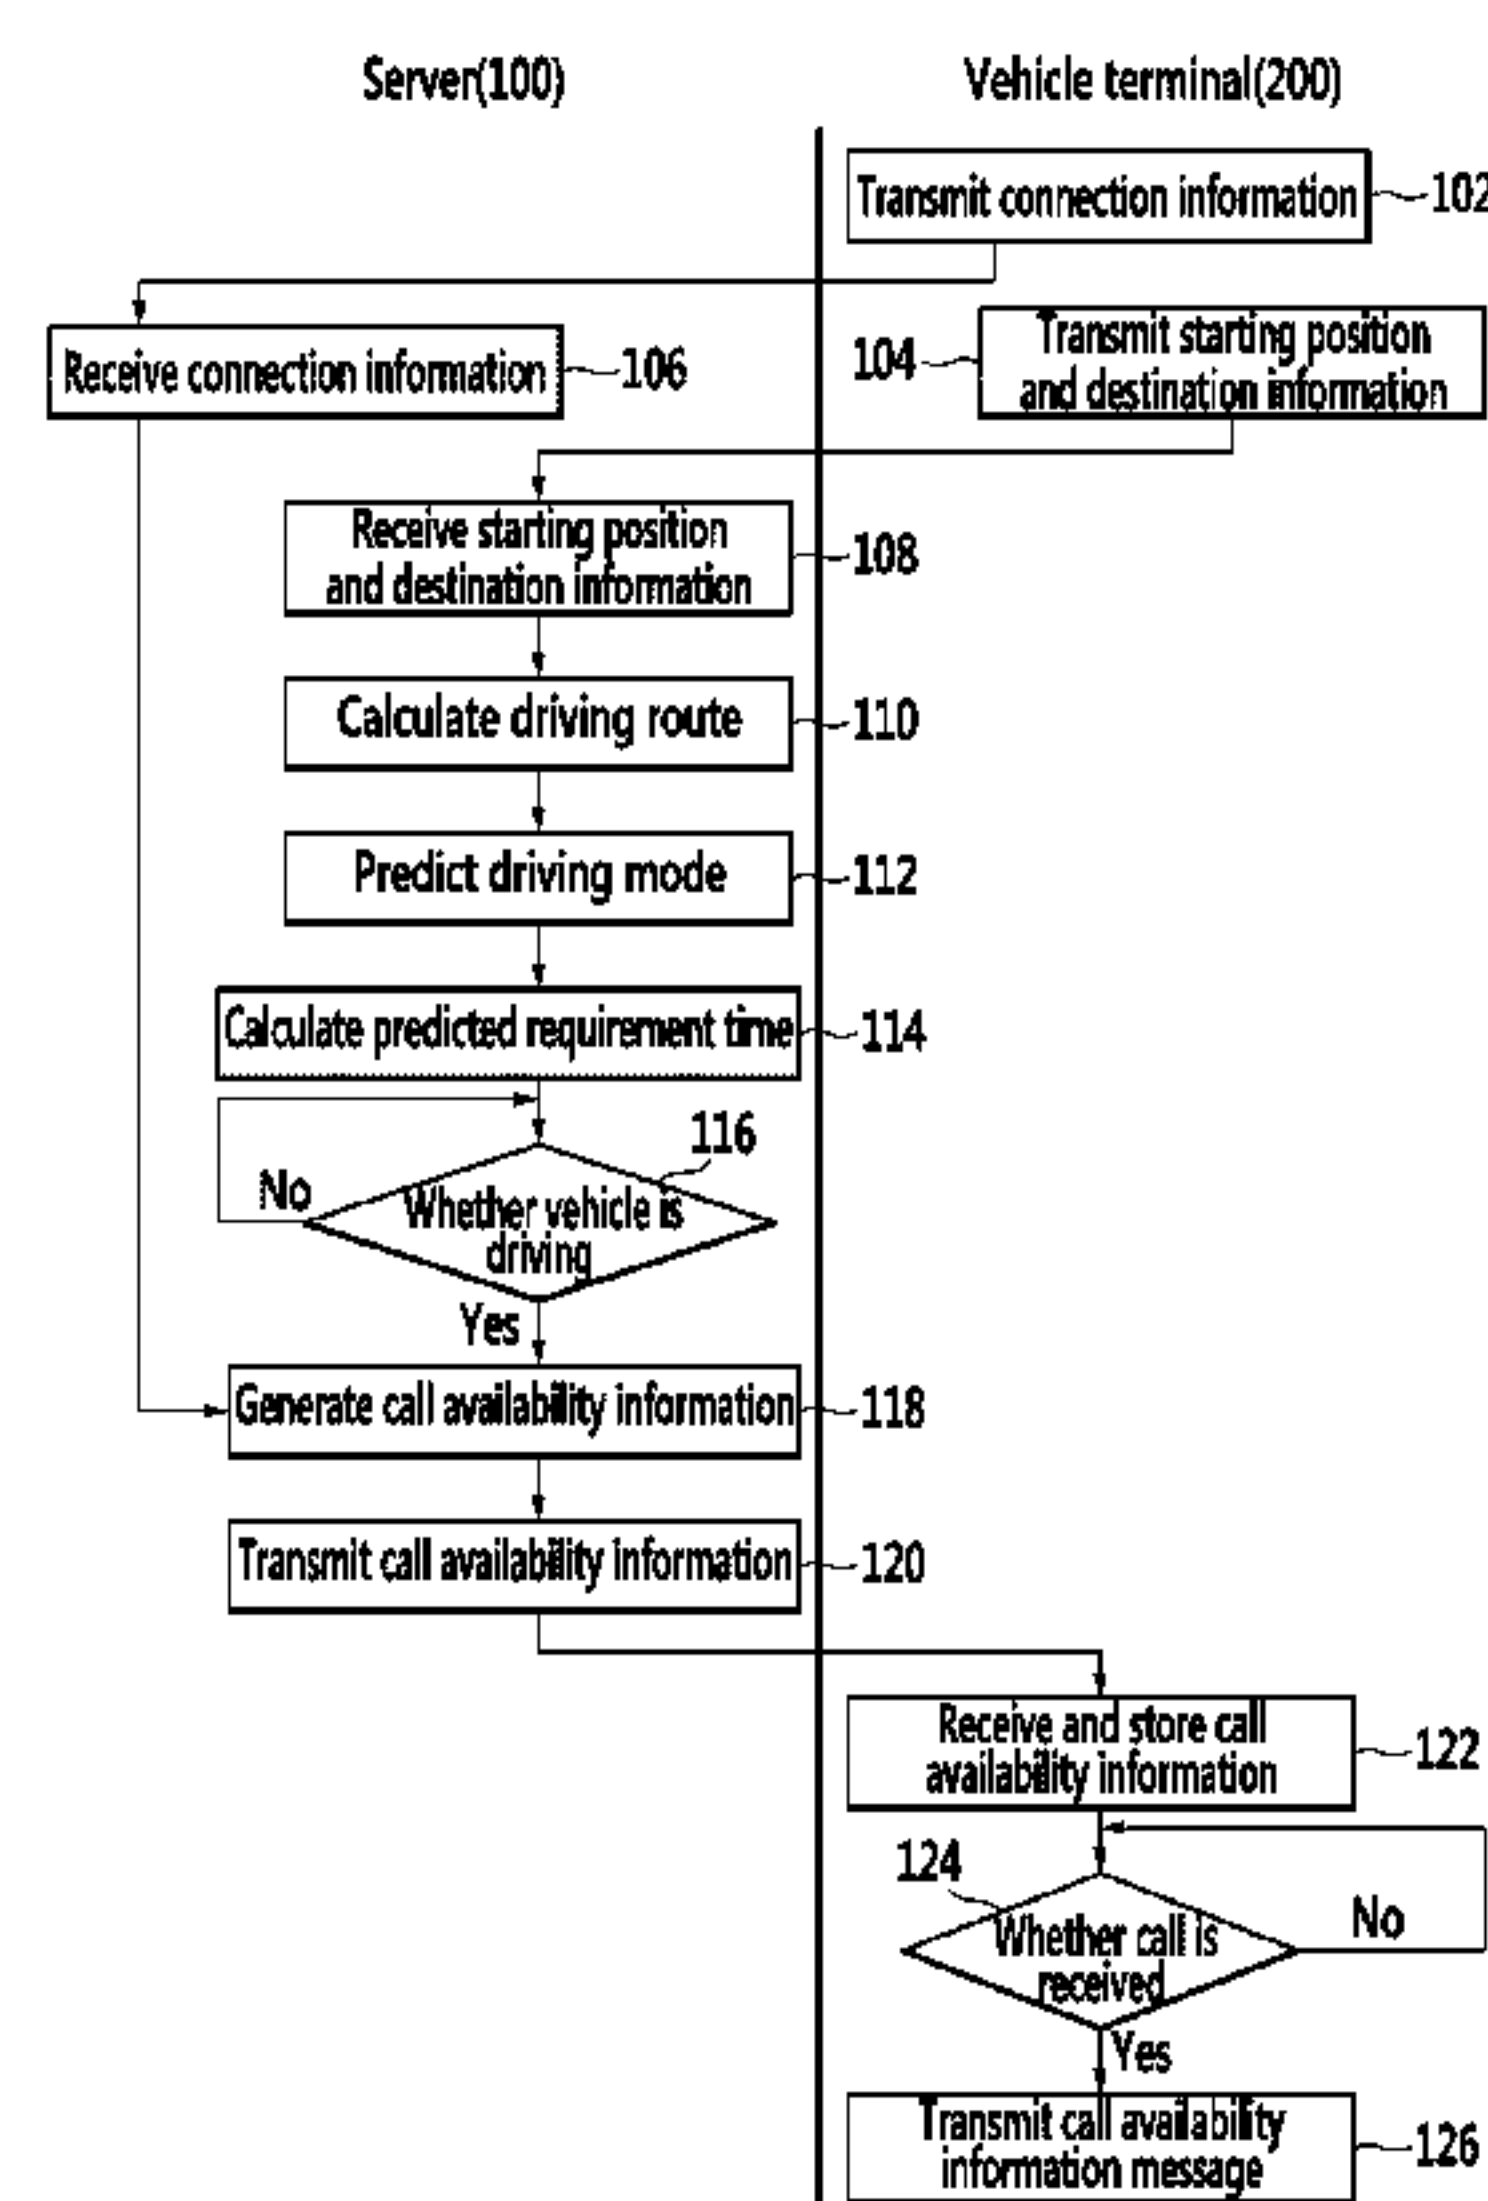 Server(100)
Vehicle terminal(200)
Transmit connection information
102
Transmit starting position
and destination information
104
Receive connection information
106
Receive starting position
and destination information
108
Calculate driving route
110
Predict driving mode
112
Calculate predicted requirement time
114
116
No
Whether vehicle is
driving
Yes
Generate call availability information
118
Transmit call availability information
120
Receive and store call
availability information
122
124
Whether call is
received
No
Yes
Transmit call availability
information message
126